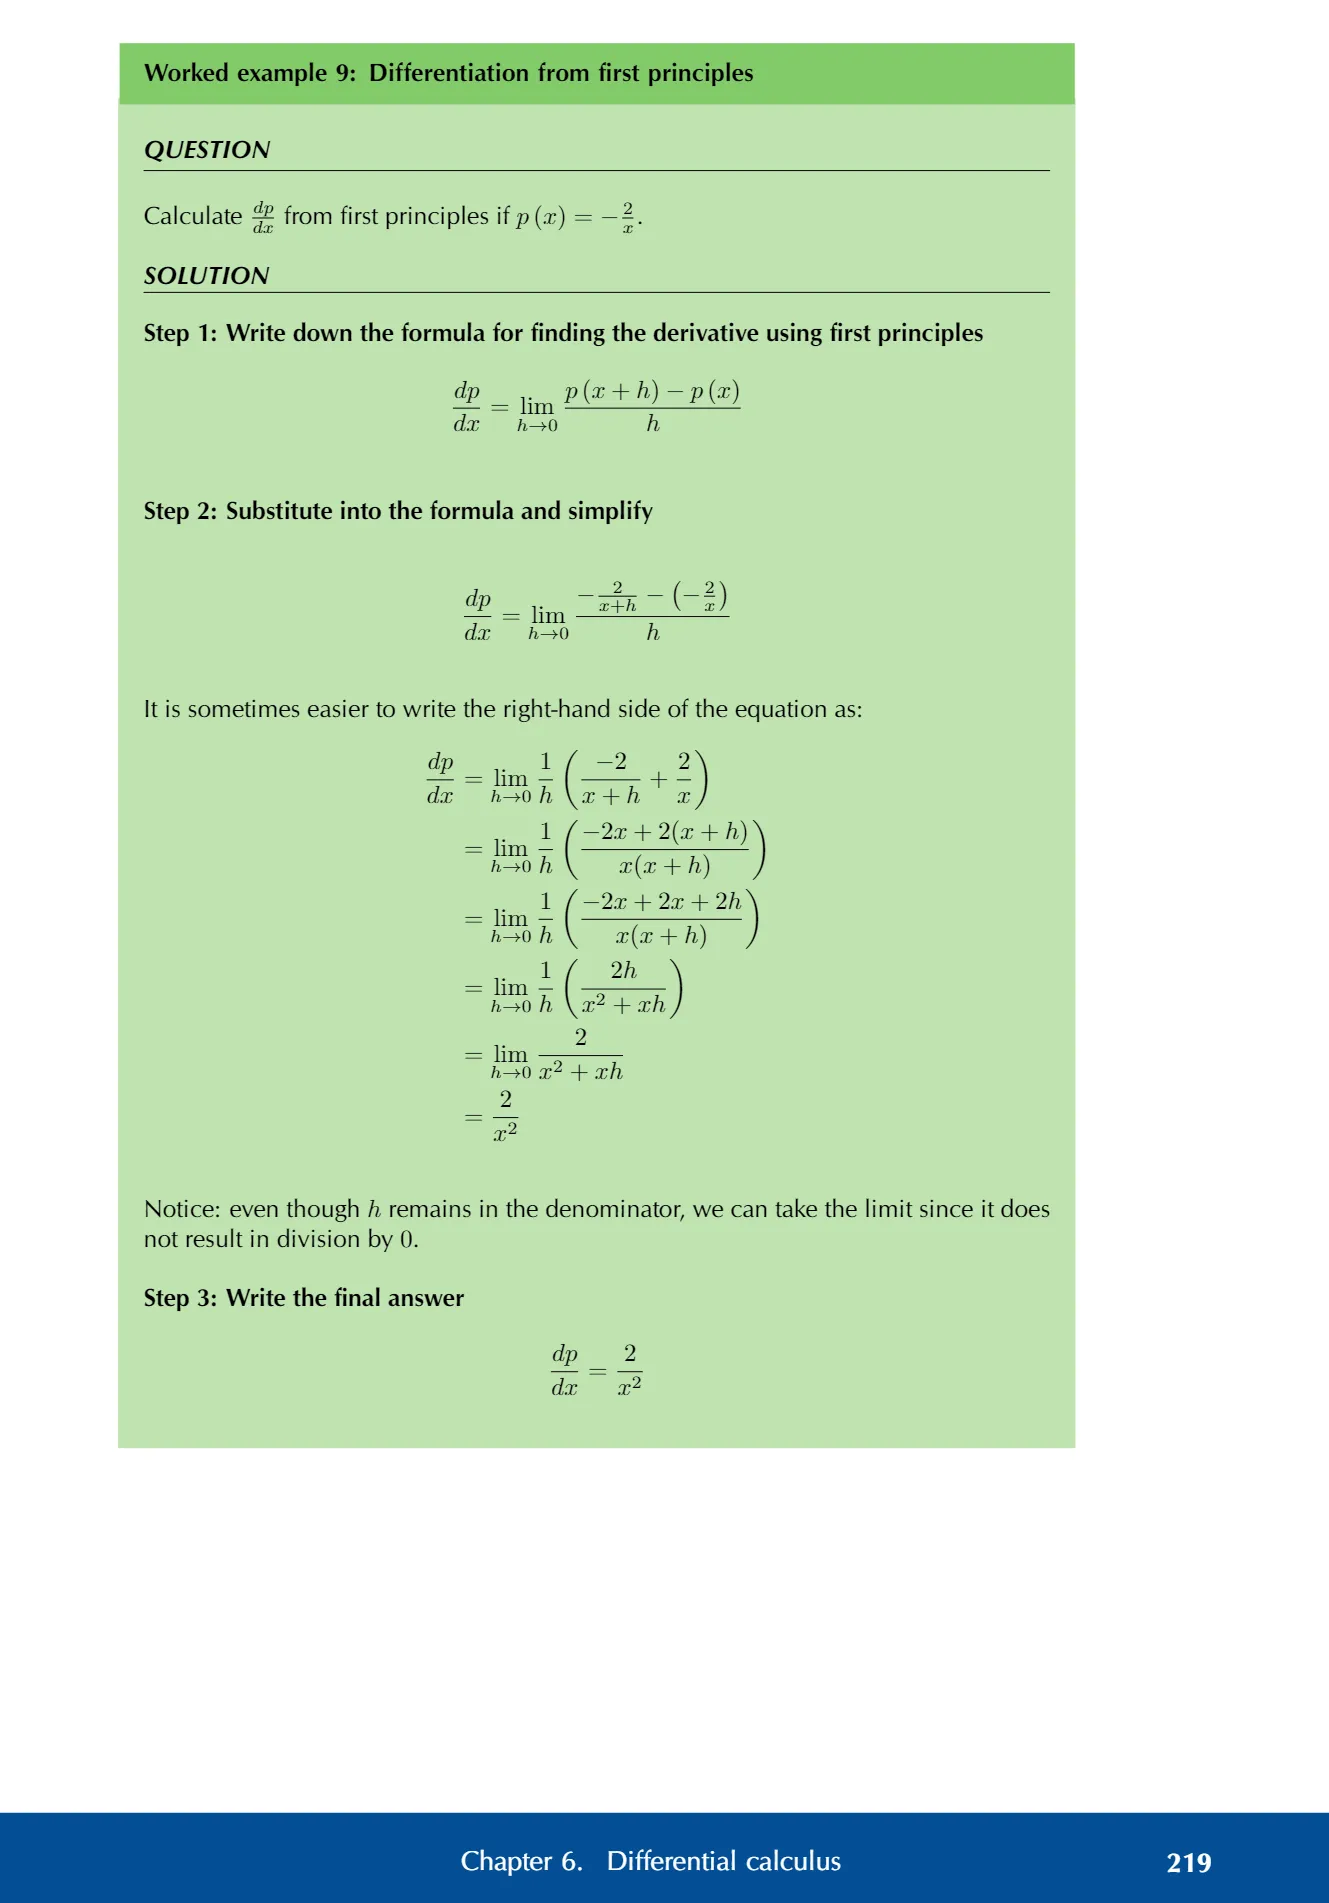 Worked example 9: Differentiation from first principles
QUESTION
Calculate $\frac{dp}{dx}$ from first principles if $p\,(x) = -\frac{2}{x}$.
SOLUTION
Step 1: Write down the formula for finding the derivative using first principles
$\frac{dp}{dx} = \lim_{h \to 0} \frac{p\,(x+h) - p\,(x)}{h}$
Step 2: Substitute into the formula and simplify
$\frac{dp}{dx} = \lim_{h \to 0} \frac{-\frac{2}{x+h} - \left(-\frac{2}{x}\right)}{h}$
It is sometimes easier to write the right-hand side of the equation as:
$\frac{dp}{dx} = \lim_{h \to 0} \frac{1}{h} \left( \frac{-2}{x+h} + \frac{2}{x} \right)$
$= \lim_{h \to 0} \frac{1}{h} \left( \frac{-2x + 2(x+h)}{x(x+h)} \right)$
$= \lim_{h \to 0} \frac{1}{h} \left( \frac{-2x + 2x + 2h}{x(x+h)} \right)$
$= \lim_{h \to 0} \frac{1}{h} \left( \frac{2h}{x^2 + xh} \right)$
$= \lim_{h \to 0} \frac{2}{x^2 + xh}$
$= \frac{2}{x^2}$
Notice: even though $h$ remains in the denominator, we can take the limit since it does
not result in division by 0.
Step 3: Write the final answer
$\frac{dp}{dx} = \frac{2}{x^2}$
Chapter 6. Differential calculus 219